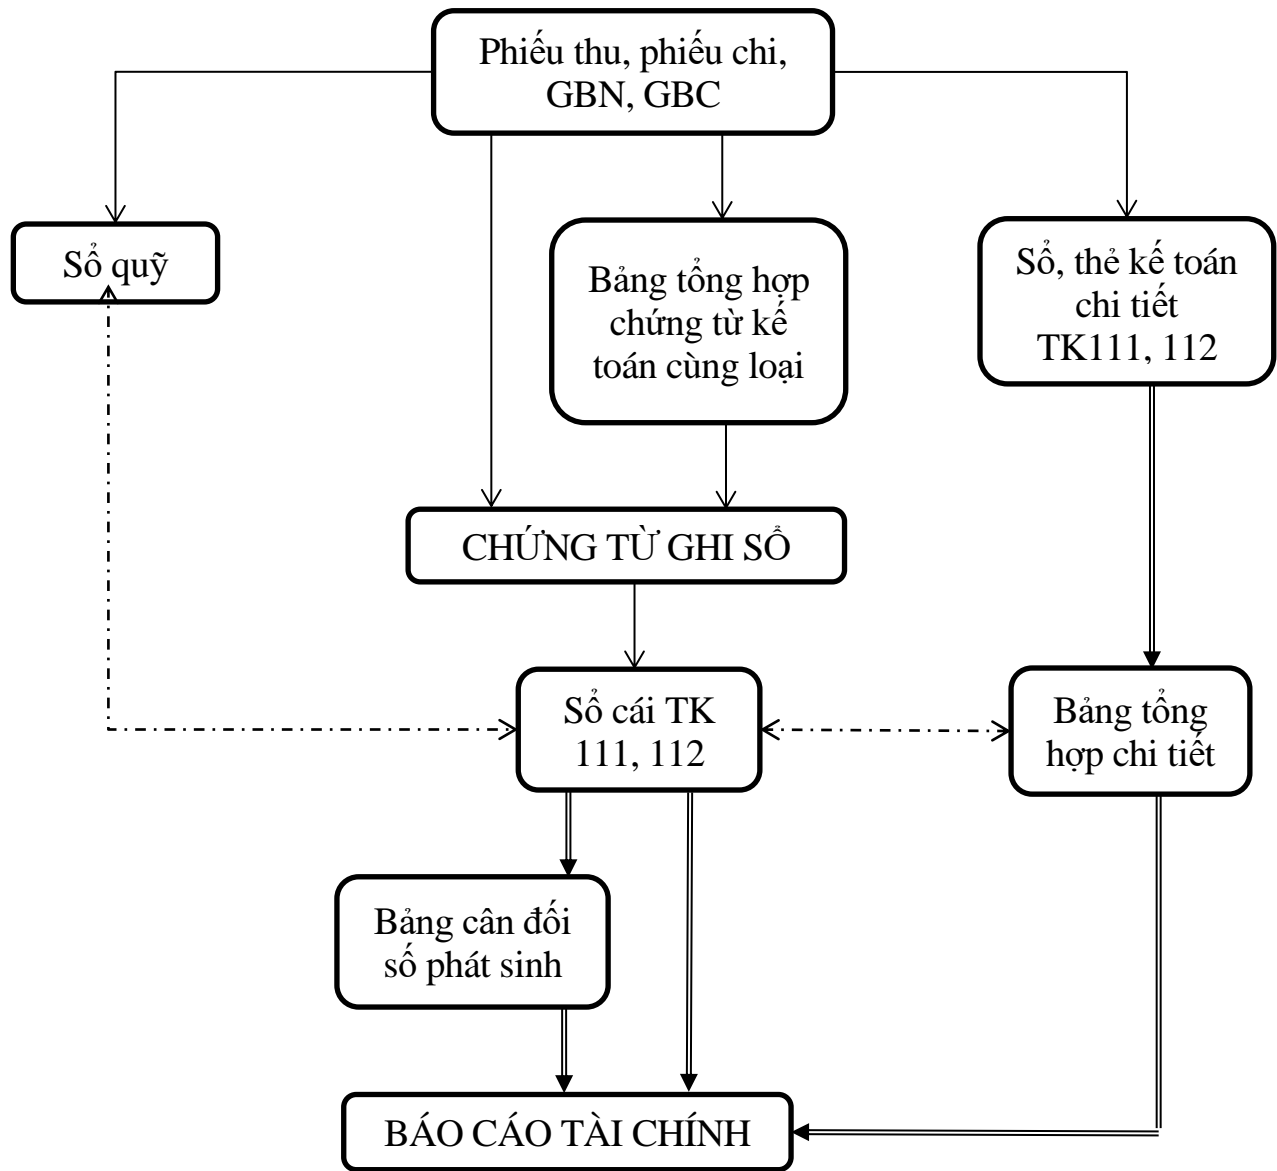 Phiếu thu, phiếu chi,
GBN, GBC
Sổ quỹ
Bảng tổng hợp
chứng từ kế
toán cùng loại
Sổ, thẻ kế toán
chi tiết
TK111, 112
CHỨNG TỪ GHI SỔ
Sổ cái TK
111, 112
Bảng tổng
hợp chi tiết
Bảng cân đối
số phát sinh
BÁO CÁO TÀI CHÍNH